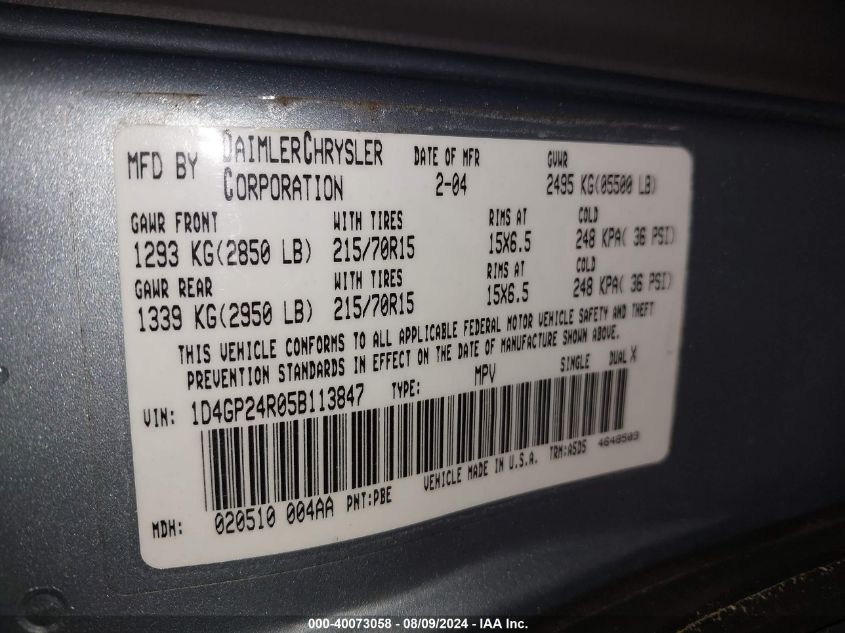 MFD BY DAIMLERCHRYSLER CORPORATION DATE OF MFR 2-04 GVWR 2495 KG(05500 LB)
GAWR FRONT WITH TIRES RIMS AT COLD
1293 KG(2850 LB) 215/70R15 15X6.5 248 KPA( 36 PSI)
GAWR REAR WITH TIRES RIMS AT COLD
1339 KG(2950 LB) 215/70R15 15X6.5 248 KPA( 36 PSI)
THIS VEHICLE CONFORMS TO ALL APPLICABLE FEDERAL MOTOR VEHICLE SAFETY AND THEFT
PREVENTION STANDARDS IN EFFECT ON THE DATE OF MANUFACTURE SHOWN ABOVE.
VIN: 1D4GP24R05B113847 TYPE: MPV SINGLE DUAL X
MDH: 020510 004AA PNT:PBE VEHICLE MADE IN U.S.A. TRM:A5D5 4648503
000-40073058 - 08/09/2024 - IAA Inc.